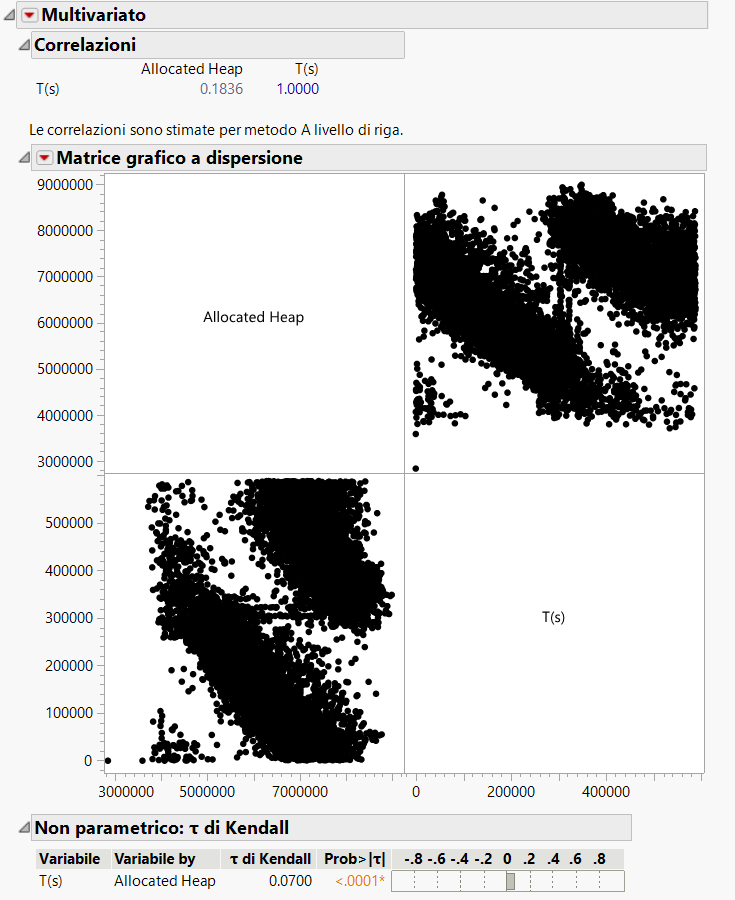 Multivariato
Correlazioni
Allocated Heap T(s)
T(s) 0.1836 1.0000
Le correlazioni sono stimate per metodo A livello di riga.
Matrice grafico a dispersione
9000000
8000000
7000000
6000000
5000000
4000000
3000000
Allocated Heap
500000
400000
300000
200000
100000
0
T(s)
3000000 5000000 7000000 0 200000 400000
Non parametrico: τ di Kendall
Variabile Variabile by τ di Kendall Prob>|τ| -.8 -.6 -.4 -.2 0 .2 .4 .6 .8
T(s) Allocated Heap 0.0700 <.0001*